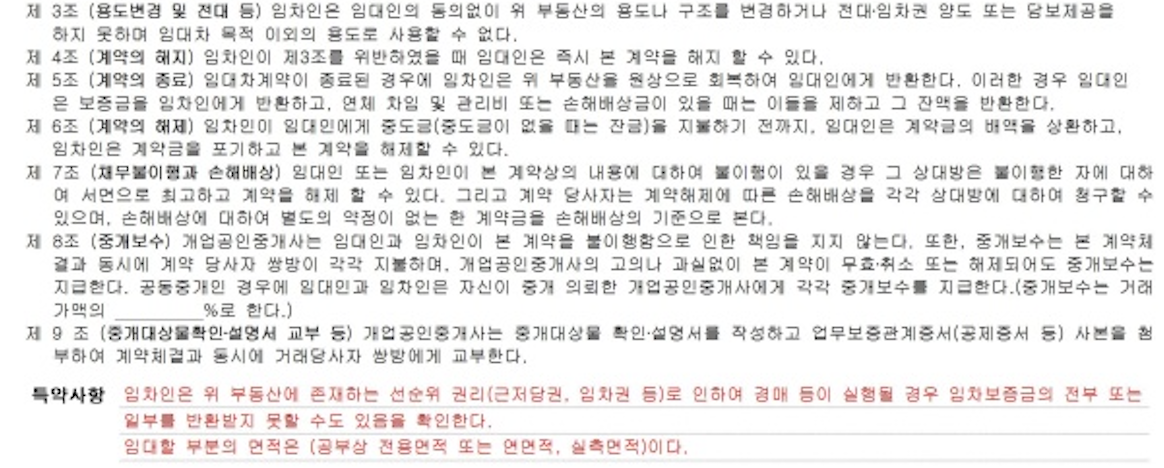 제 3조 (용도변경 및 전대 등) 임차인은 임대인의 동의없이 위 부동산의 용도나 구조를 변경하거나 전대·임차권 양도 또는 담보제공을
하지 못하며 임대차 목적 이외의 용도로 사용할 수 없다.
제 4조 (계약의 해지) 임차인이 제3조를 위반하였을 때 임대인은 즉시 본 계약을 해지 할 수 있다.
제 5조 (계약의 종료) 임대차계약이 종료된 경우에 임차인은 위 부동산을 원상으로 회복하여 임대인에게 반환한다. 이러한 경우 임대인
은 보증금을 임차인에게 반환하고, 연체 차임 및 관리비 또는 손해배상금이 있을 때는 이들을 제하고 그 잔액을 반환한다.
제 6조 (계약의 해제) 임차인이 임대인에게 중도금(중도금이 없을 때는 잔금)을 지불하기 전까지, 임대인은 계약금의 배액을 상환하고,
임차인은 계약금을 포기하고 본 계약을 해제할 수 있다.
제 7조 (채무불이행과 손해배상) 임대인 또는 임차인이 본 계약상의 내용에 대하여 불이행이 있을 경우 그 상대방은 불이행한 자에 대하
여 서면으로 최고하고 계약을 해제 할 수 있다. 그리고 계약 당사자는 계약해제에 따른 손해배상을 각각 상대방에 대하여 청구할 수
있으며, 손해배상에 대하여 별도의 약정이 없는 한 계약금을 손해배상의 기준으로 본다.
제 8조 (중개보수) 개업공인중개사는 임대인과 임차인이 본 계약을 불이행함으로 인한 책임을 지지 않는다. 또한, 중개보수는 본 계약체
결과 동시에 계약 당사자 쌍방이 각각 지불하며, 개업공인중개사의 고의나 과실없이 본 계약이 무효·취소 또는 해제되어도 중개보수는
지급한다. 공동중개인 경우에 임대인과 임차인은 자신이 중개 의뢰한 개업공인중개사에게 각각 중개보수를 지급한다.(중개보수는 거래
가액의 __________%로 한다.)
제 9 조 (중개대상물확인·설명서 교부 등) 개업공인중개사는 중개대상물 확인·설명서를 작성하고 업무보증관계증서(공제증서 등) 사본을 첨
부하여 계약체결과 동시에 거래당사자 쌍방에게 교부한다.
특약사항 임차인은 위 부동산에 존재하는 선순위 권리(근저당권, 임차권 등)로 인하여 경매 등이 실행될 경우 임차보증금의 전부 또는
일부를 반환받지 못할 수도 있음을 확인한다.
임대할 부분의 면적은 (공부상 전용면적 또는 연면적, 실측면적)이다.